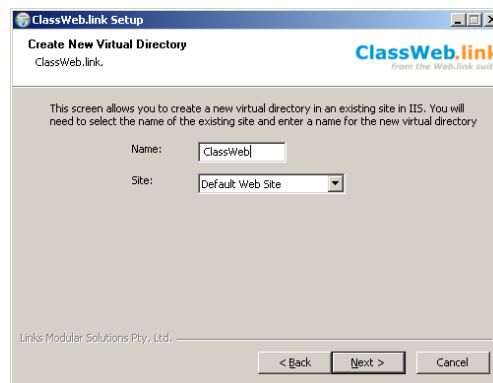 ClassWeb.link Setup
Create New Virtual Directory
ClassWeb.link.
ClassWeb.link
from the Web.link suit
This screen allows you to create a new virtual directory in an existing site in IIS. You will
need to select the name of the existing site and enter a name for the new virtual directory
Name:
ClassWeb
Site:
Default Web Site
Links Modular Solutions Pty. Ltd.
< Back
Next >
Cancel